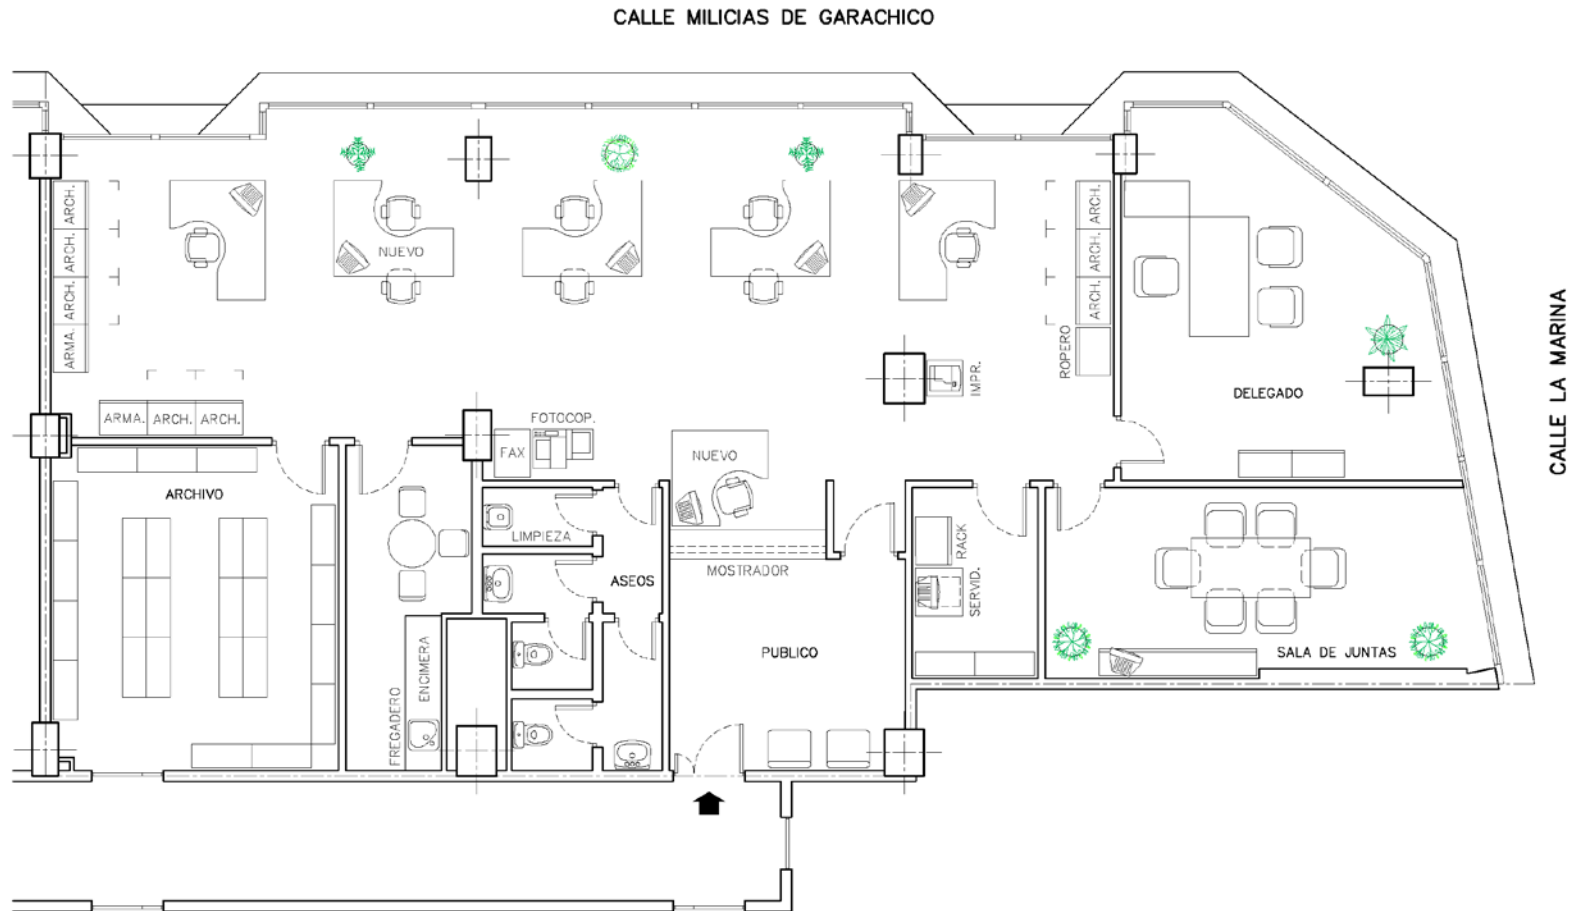 CALLE MILICIAS DE GARACHICO
ARCH.
ARCH.
ARCH.
ARMA.
NUEVO
ARCH.
ARCH.
ARCH.
ROPERO
IMPR.
DELEGADO
CALLE LA MARINA
ARMA. ARCH. ARCH.
FOTOCOP.
FAX
NUEVO
ARCHIVO
LIMPIEZA
ASEOS
MOSTRADOR
RACK
SERVID.
ENCIMERA
FREGADERO
PUBLICO
SALA DE JUNTAS